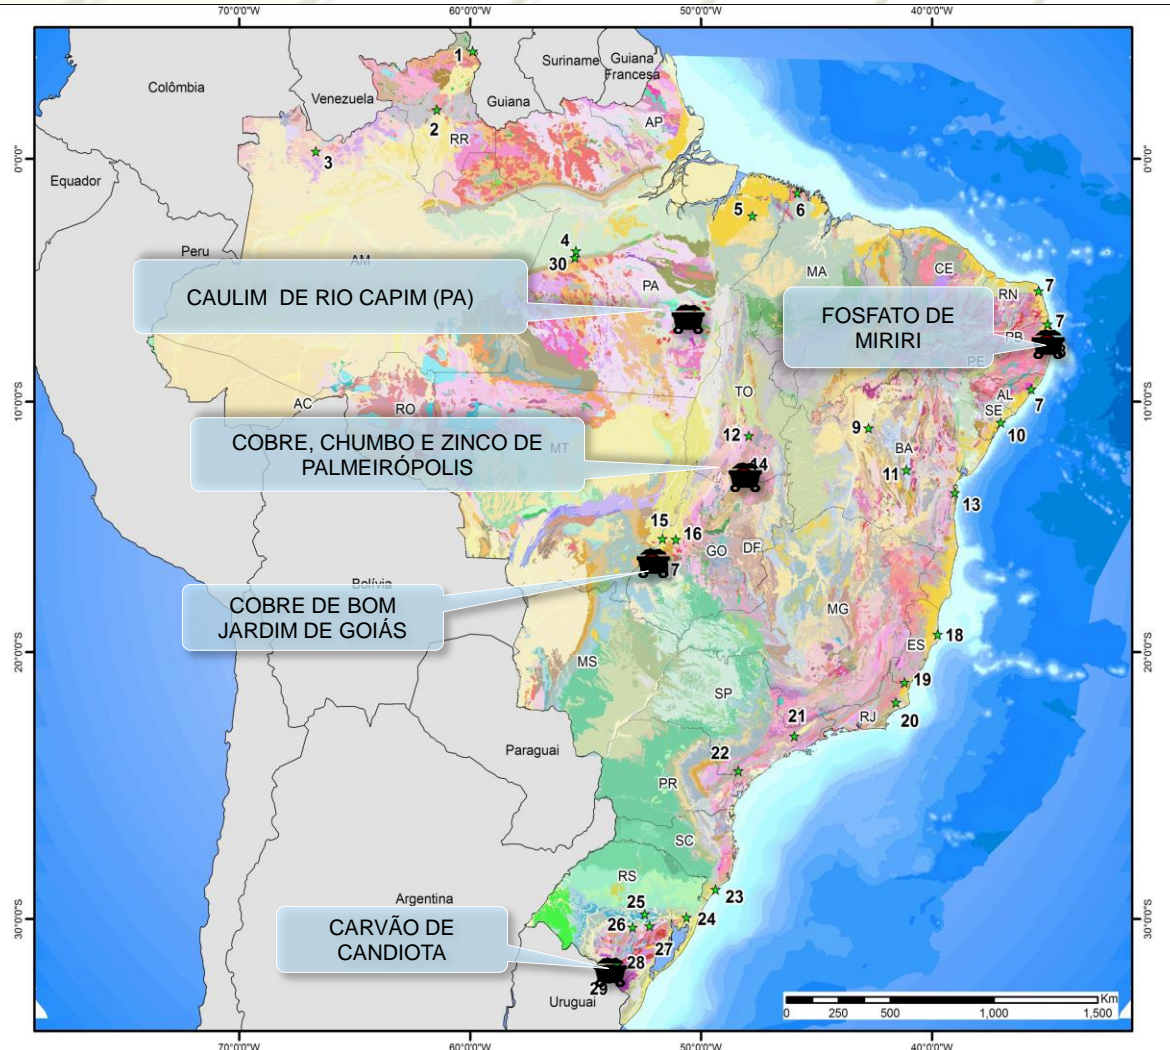 70°0'0"W 60°0'0"W 50°0'0"W 40°0'0"W
Colômbia
Venezuela
Guiana
Suriname
Guiana
Francesa
Equador
Peru
Bolívia
Paraguai
Argentina
Uruguai
0°0'0"
10°0'0"S
20°0'0"S
30°0'0"S
0°0'0"
10°0'0"S
20°0'0"S
30°0'0"S
1
2
RR
3
AP
5
6
4
30
AM
PA
MA
CE
RN
7
7
PB
PE
8
AL
7
SE
10
CAULIM DE RIO CAPIM (PA)
FOSFATO DE
MIRIRI
AC
RO
MT
TO
12
9
BA
11
13
COBRE, CHUMBO E ZINCO DE
PALMEIRÓPOLIS
14
15
16
GO
DF
7
COBRE DE BOM
JARDIM DE GOIÁS
MG
ES
18
MS
SP
19
20
21
RJ
22
PR
SC
RS
23
24
25
26
27
28
29
CARVÃO DE
CANDIOTA
Km
0 250 500 1,000 1,500
70°0'0"W 60°0'0"W 50°0'0"W 40°0'0"W